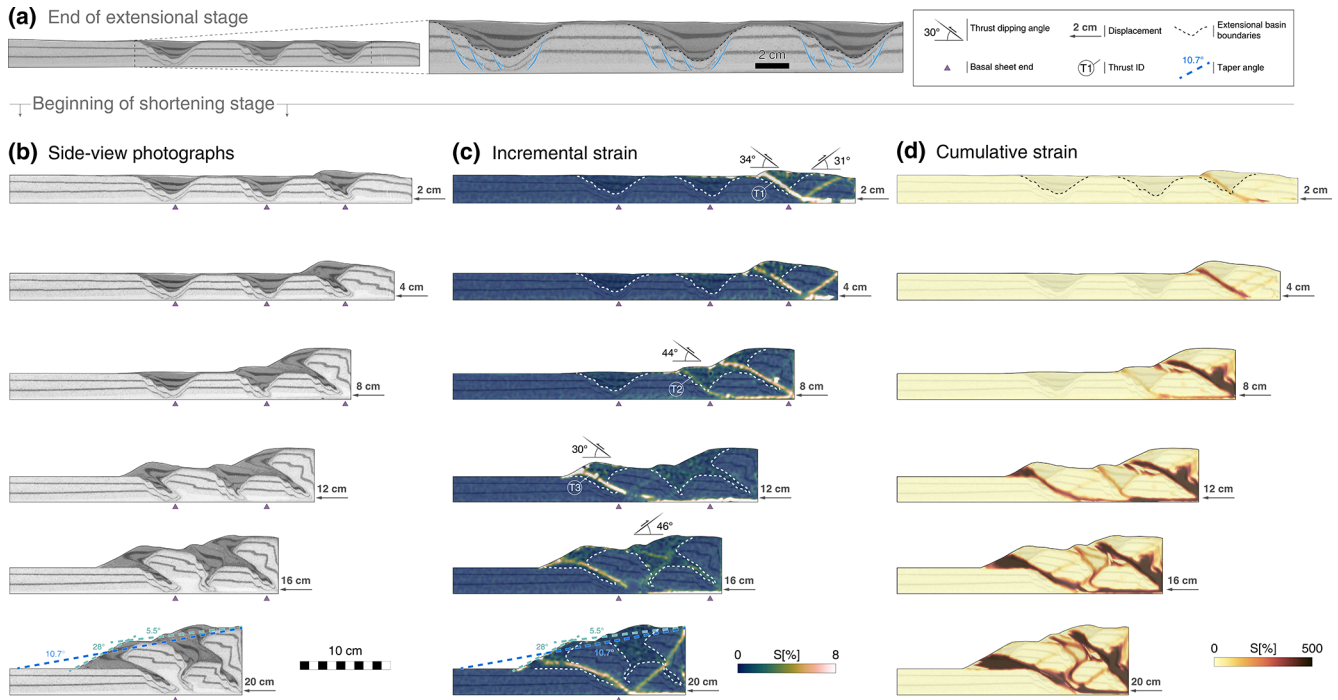 (a) End of extensional stage
2 cm
30° Thrust dipping angle
2 cm Displacement
Extensional basin
boundaries
Basal sheet end
T1 Thrust ID
10.7° Taper angle
Beginning of shortening stage
(b) Side-view photographs
(c) Incremental strain
(d) Cumulative strain
2 cm
34°
31°
T1
2 cm
2 cm
4 cm
4 cm
4 cm
8 cm
44°
T2
8 cm
8 cm
12 cm
30°
T3
12 cm
12 cm
16 cm
46°
16 cm
16 cm
10.7°
28°
5.5°
20 cm
10 cm
28°
5.5°
10.7°
20 cm
0 S[%] 8
20 cm
0 S[%] 500